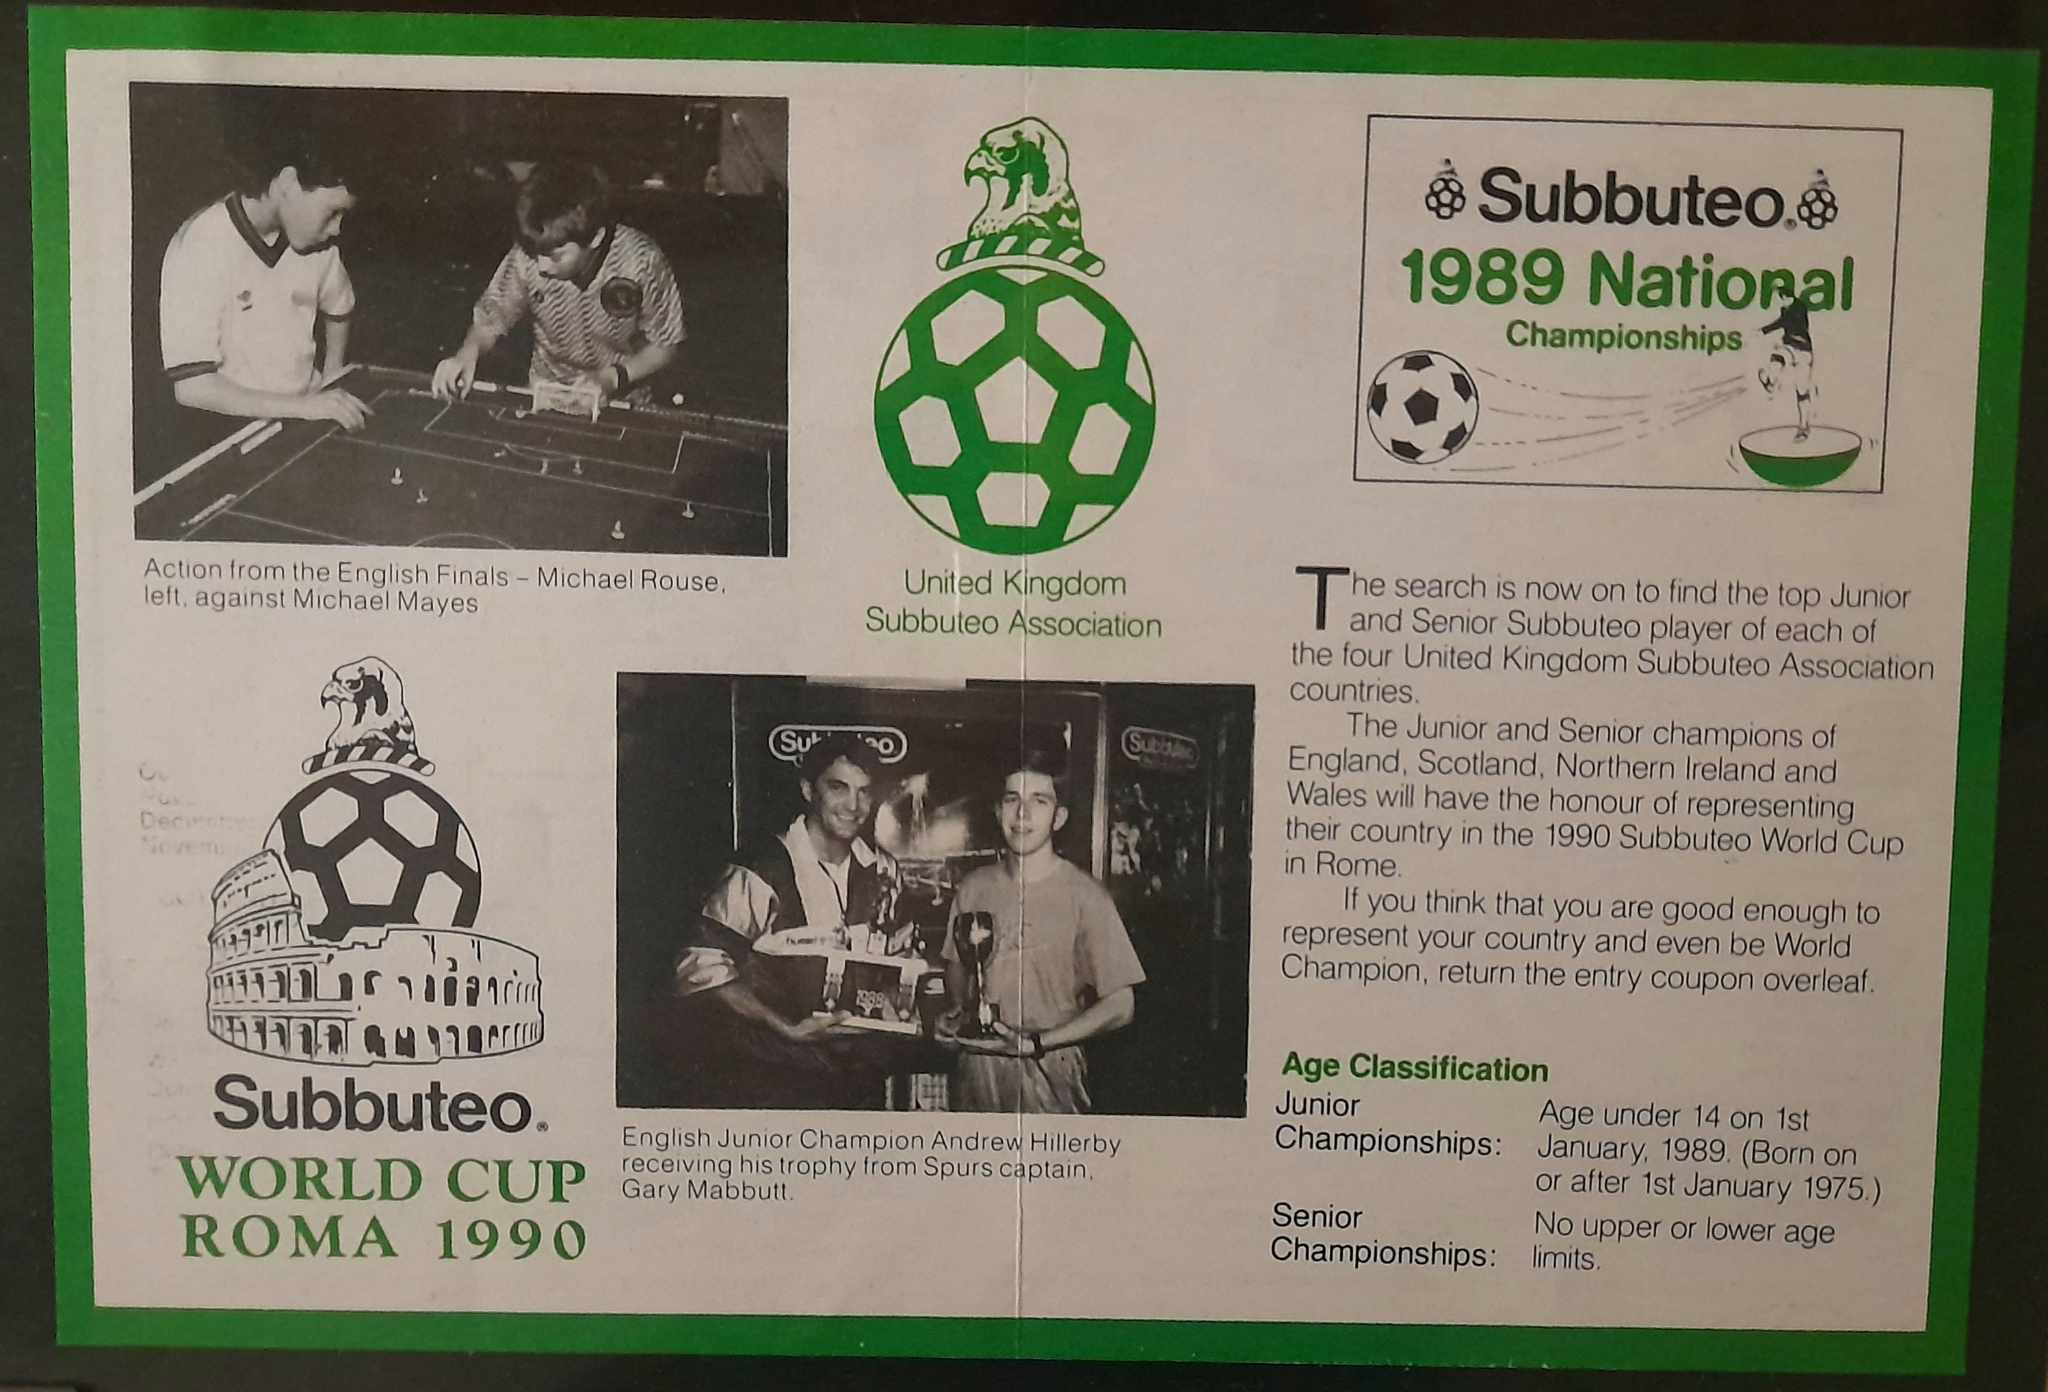 Action from the English Finals – Michael Rouse,
left, against Michael Mayes
United Kingdom
Subbuteo Association
Subbuteo®
1989 National
Championships
Subbuteo®
WORLD CUP
ROMA 1990
Subbuteo
Subbuteo
hummel
1988
English Junior Champion Andrew Hillerby
receiving his trophy from Spurs captain,
Gary Mabbutt.
The search is now on to find the top Junior
and Senior Subbuteo player of each of
the four United Kingdom Subbuteo Association
countries.
The Junior and Senior champions of
England, Scotland, Northern Ireland and
Wales will have the honour of representing
their country in the 1990 Subbuteo World Cup
in Rome.
If you think that you are good enough to
represent your country and even be World
Champion, return the entry coupon overleaf.
Age Classification
Junior
Championships:
Age under 14 on 1st
January, 1989. (Born on
or after 1st January 1975.)
Senior
Championships:
No upper or lower age
limits.